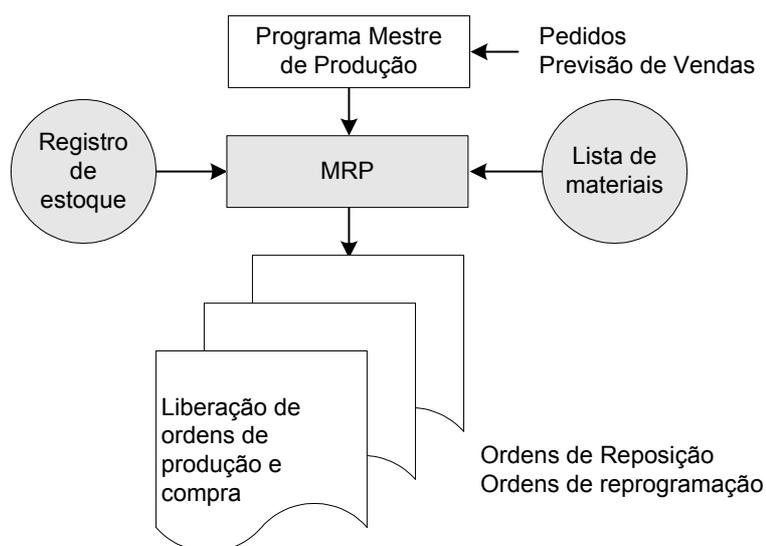 Programa Mestre
de Produção
Pedidos
Previsão de Vendas
Registro
de
estoque
MRP
Lista de
materiais
Liberação de
ordens de
produção e
compra
Ordens de Reposição
Ordens de reprogramação